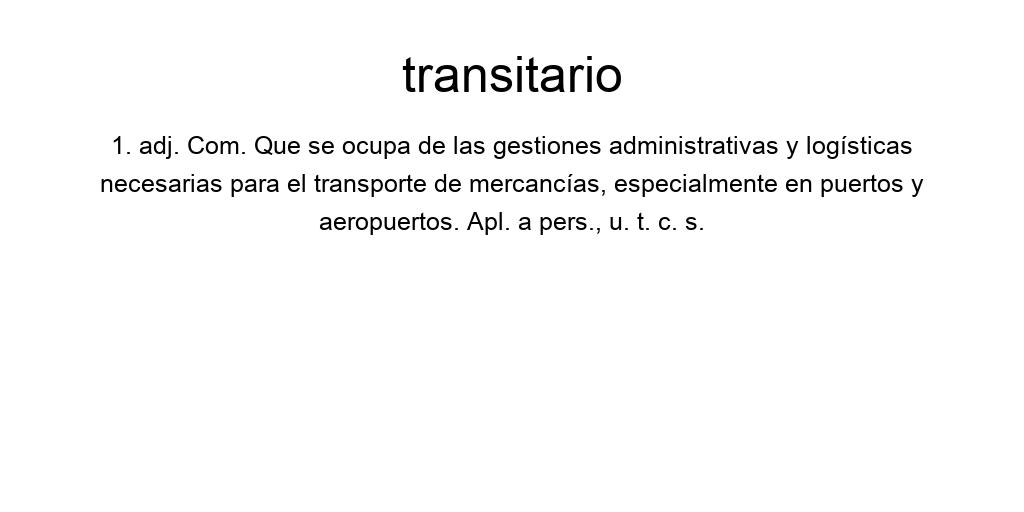 transitario
1. adj. Com. Que se ocupa de las gestiones administrativas y logísticas
necesarias para el transporte de mercancías, especialmente en puertos y
aeropuertos. Apl. a pers., u. t. c. s.